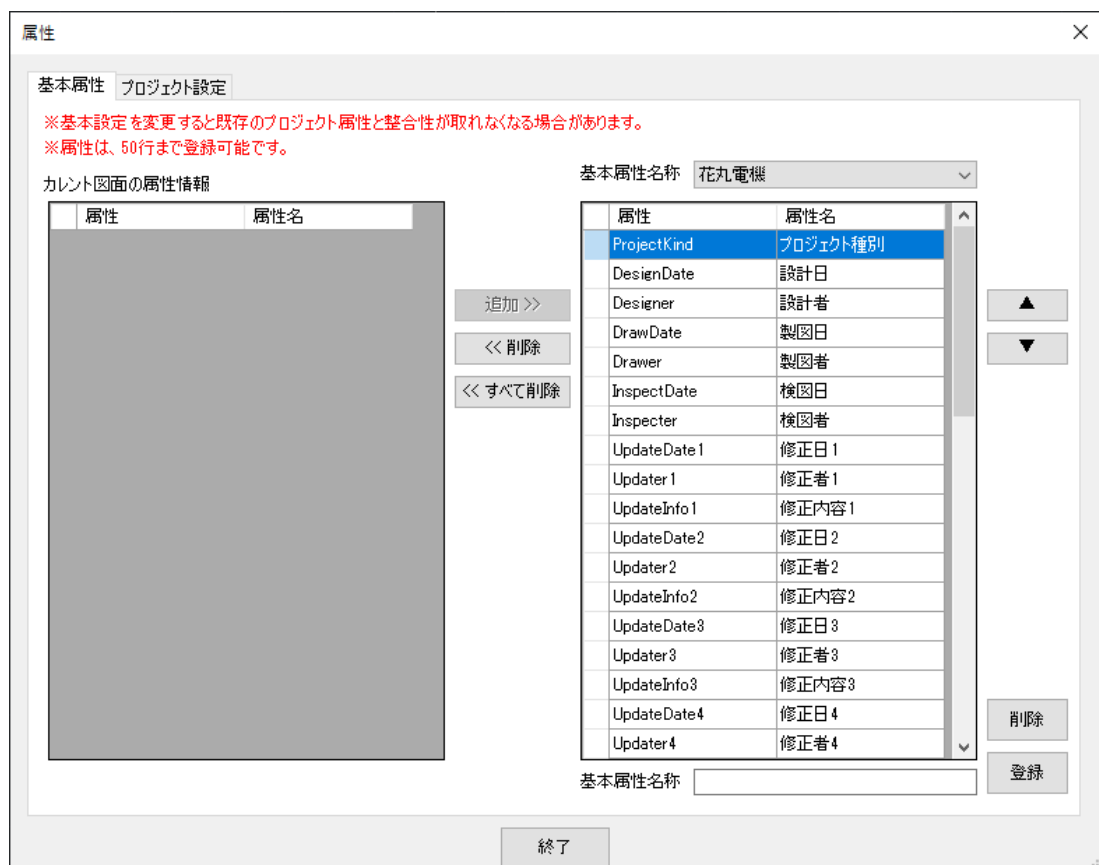 属性
基本属性 プロジェクト設定
※基本設定を変更すると既存のプロジェクト属性と整合性が取れなくなる場合があります。
※属性は、50行まで登録可能です。
カレント図面の属性情報
属性 属性名
追加 >>
<< 削除
<< すべて削除
基本属性名称 花丸電機
属性 属性名
ProjectKind プロジェクト種別
DesignDate 設計日
Designer 設計者
DrawDate 製図日
Drawer 製図者
InspectDate 検図日
Inspecter 検図者
UpdateDate1 修正日1
Updater1 修正者1
UpdateInfo1 修正内容1
UpdateDate2 修正日2
Updater2 修正者2
UpdateInfo2 修正内容2
UpdateDate3 修正日3
Updater3 修正者3
UpdateInfo3 修正内容3
UpdateDate4 修正日4
Updater4 修正者4
▲
▼
削除
登録
基本属性名称
終了